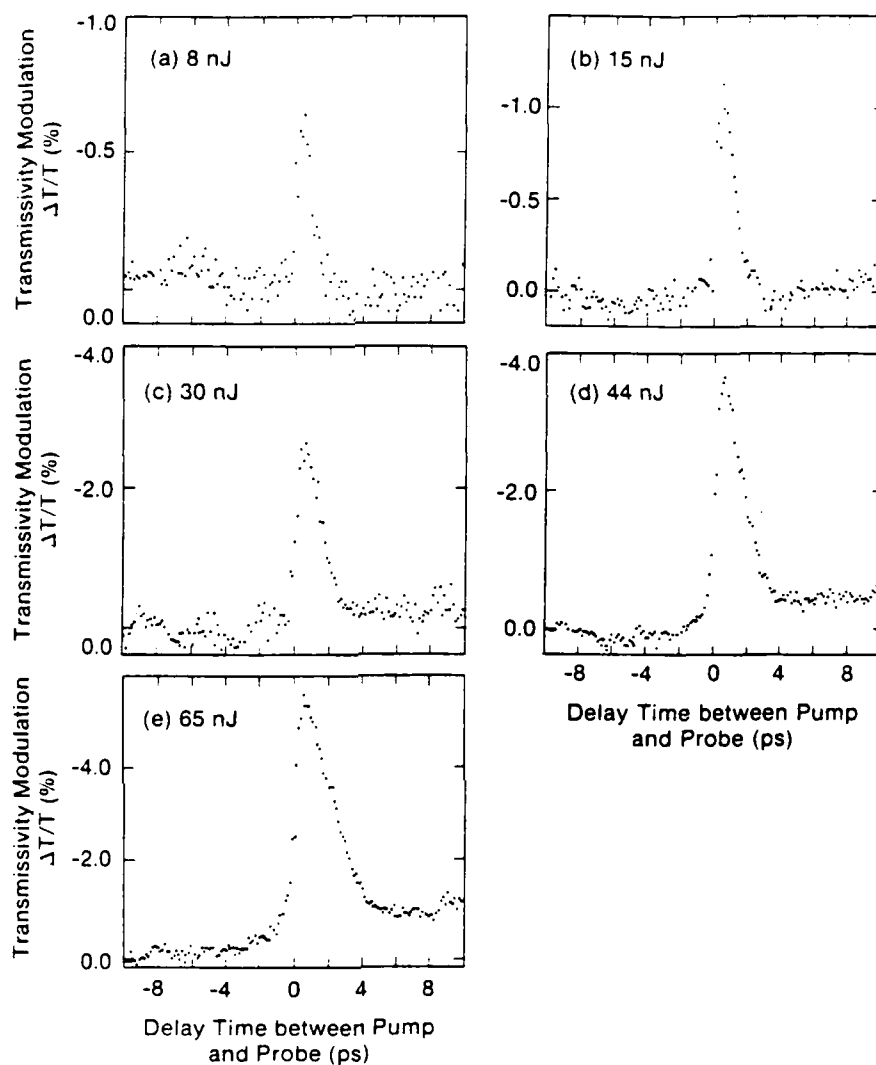 -1.0
(a) 8 nJ
-0.5
0.0
Transmissivity Modulation
ΔT/T (%)
(b) 15 nJ
-1.0
-0.5
0.0
-4.0
(c) 30 nJ
-2.0
0.0
Transmissivity Modulation
ΔT/T (%)
-4.0
(d) 44 nJ
-2.0
0.0
-8 -4 0 4 8
Delay Time between Pump
and Probe (ps)
(e) 65 nJ
-4.0
-2.0
0.0
Transmissivity Modulation
ΔT/T (%)
-8 -4 0 4 8
Delay Time between Pump
and Probe (ps)